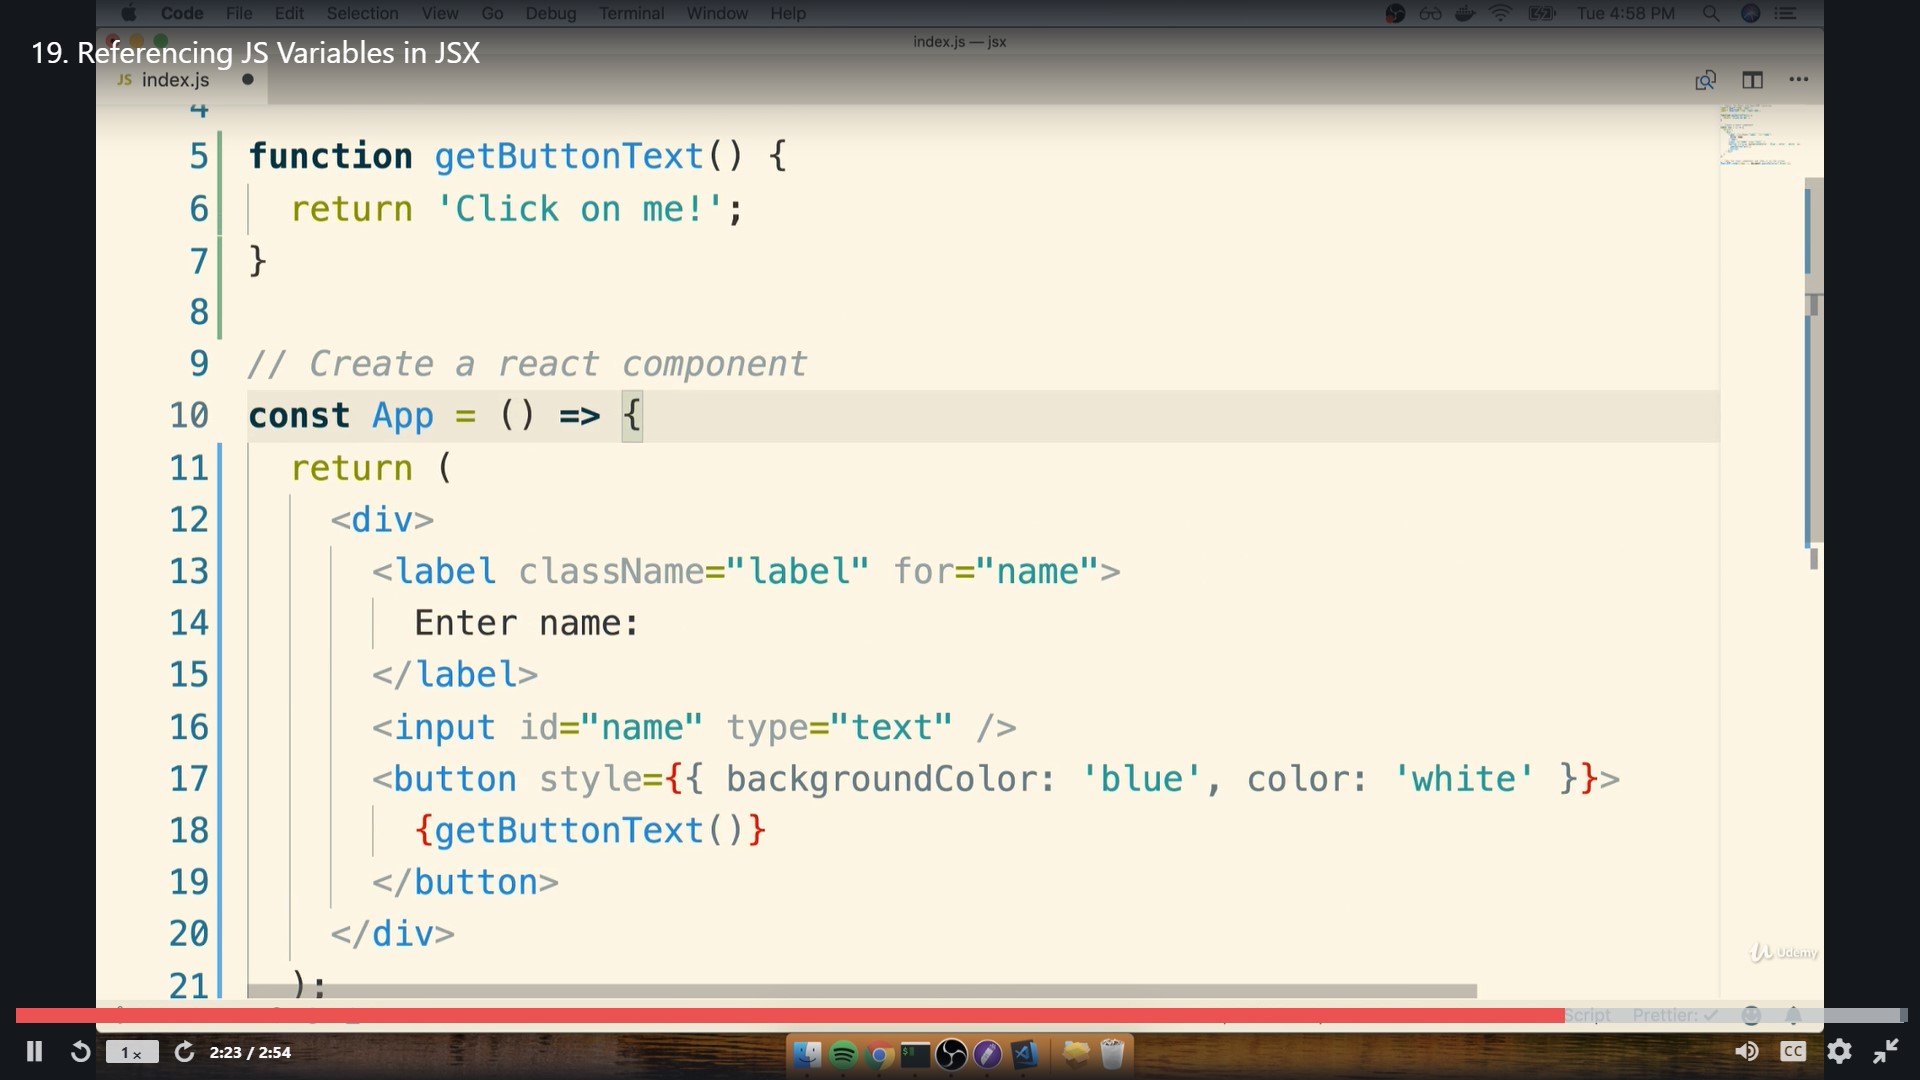 Code File Edit Selection View Go Debug Terminal Window Help Tue 4:58 PM
19. Referencing JS Variables in JSX
index.js — jsx
JS index.js
4
5 function getButtonText() {
6 return 'Click on me!';
7 }
8
9 // Create a react component
10 const App = () => {
11 return (
12 <div>
13 <label className="label" for="name">
14 Enter name:
15 </label>
16 <input id="name" type="text" />
17 <button style={{ backgroundColor: 'blue', color: 'white' }}>
18 {getButtonText()}
19 </button>
20 </div>
21 );
Udemy
Script Prettier: ✓
1 x 2:23 / 2:54 CC